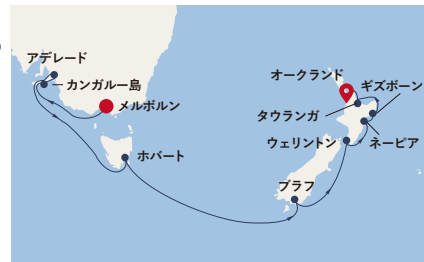 アデレード
カンガルー島
メルボルン
ホバート
オークランド
ギズボーン
タウランガ
ウェリントン
ネーピア
ブラフ